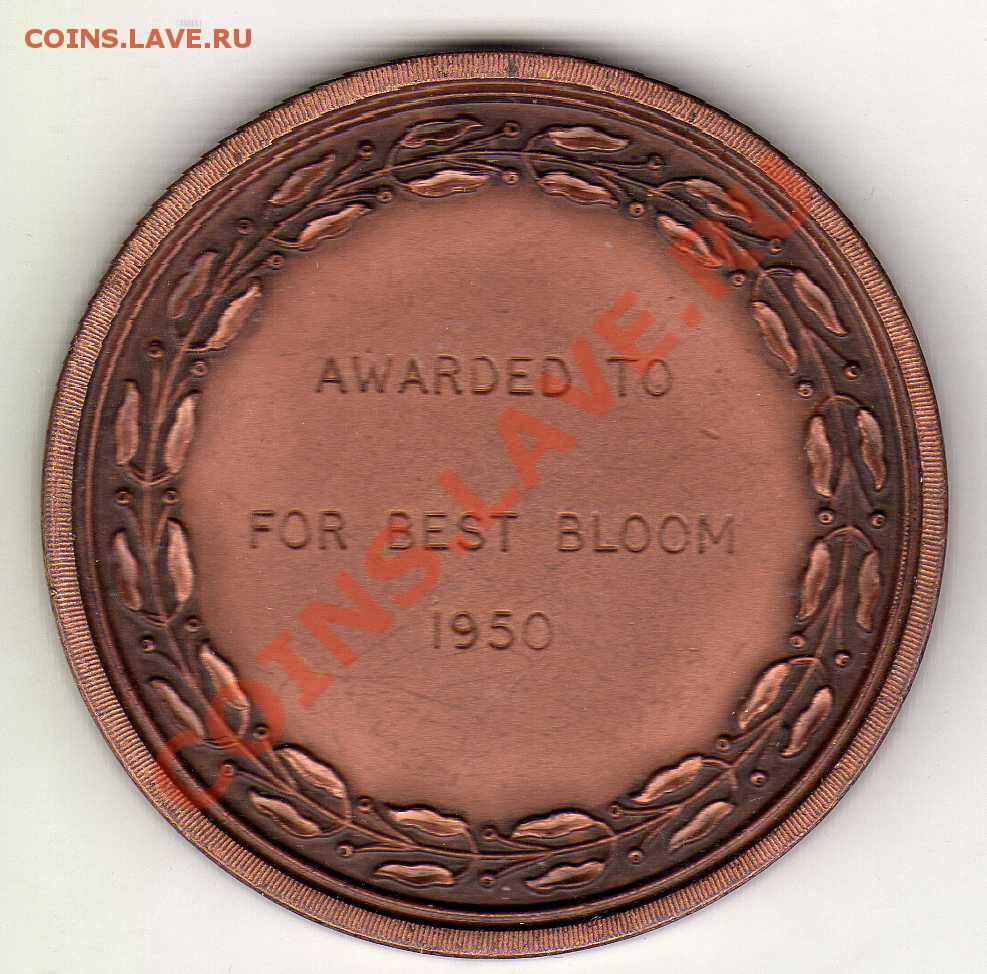 COINS.LAVE.RU
AWARDED TO
FOR BEST BLOOM
1950
COINS.LAVE.RU